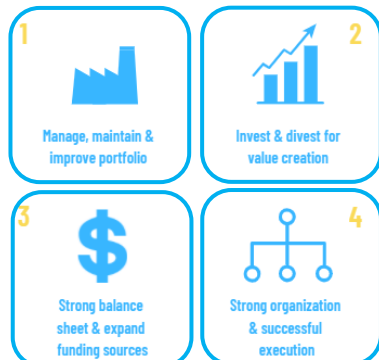 1
Manage, maintain &
improve portfolio
2
Invest & divest for
value creation
3
$
Strong balance
sheet & expand
funding sources
4
Strong organization
& successful
execution